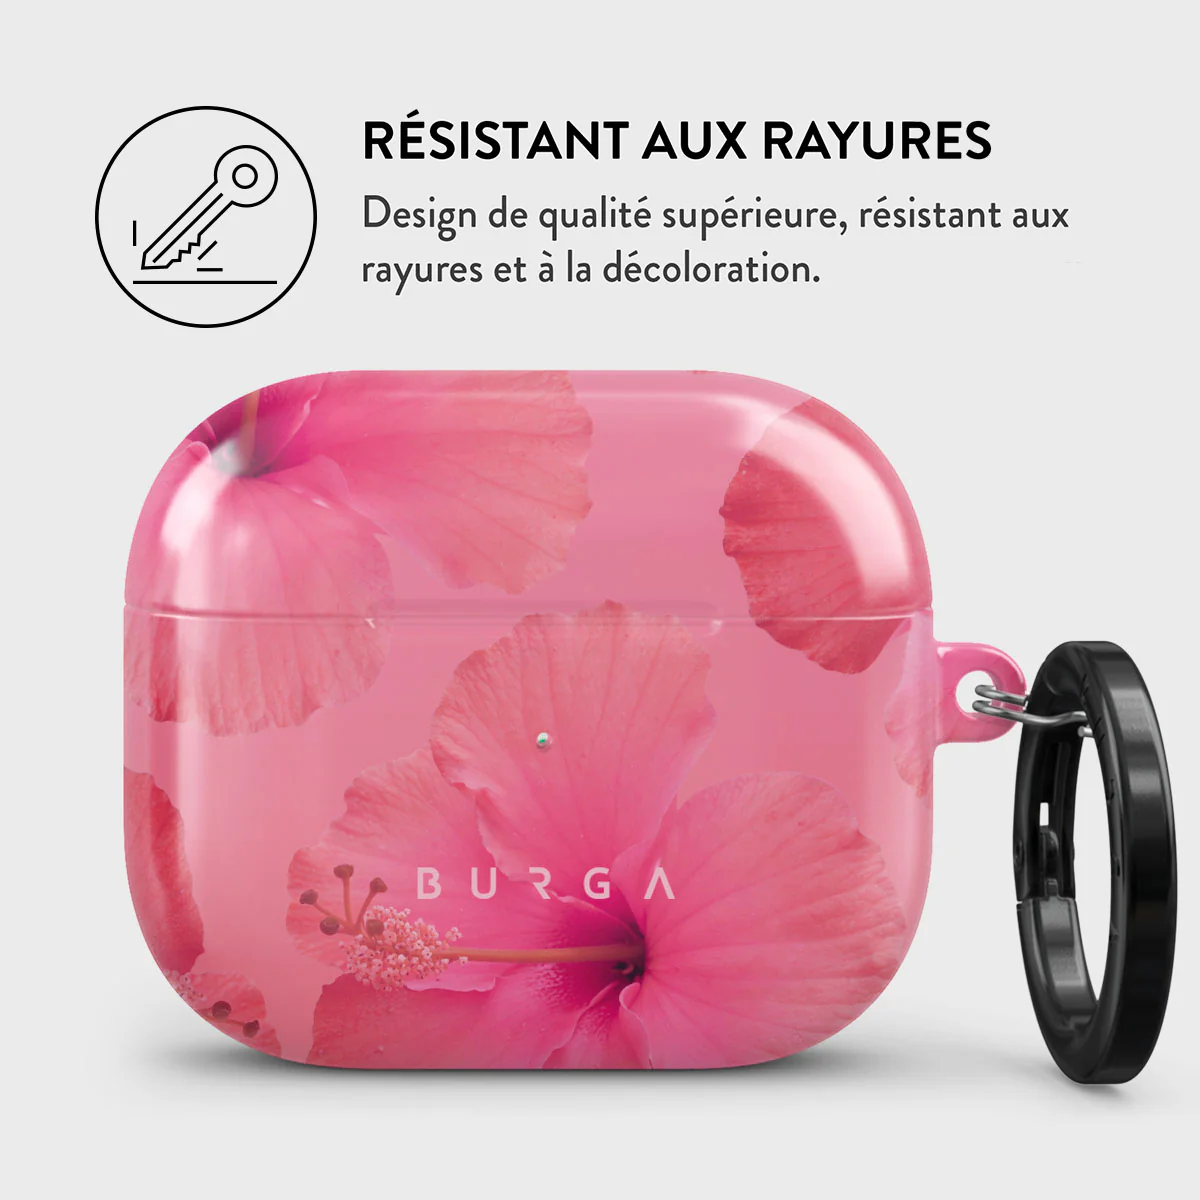 RÉSISTANT AUX RAYURES
Design de qualité supérieure, résistant aux
rayures et à la décoloration.
BURGA